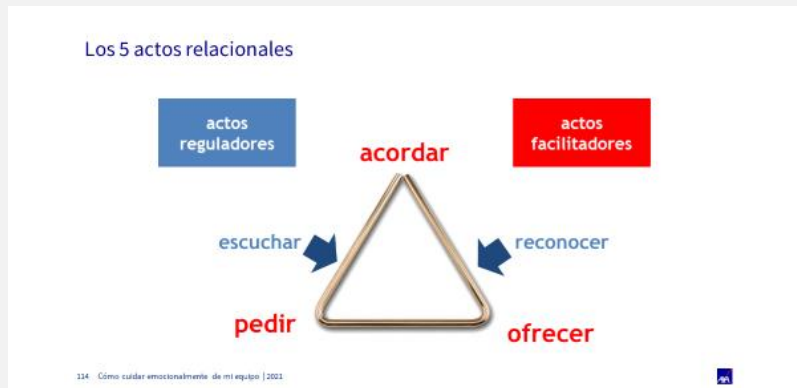 Los 5 actos relacionales
actos
reguladores
actos
facilitadores
acordar
escuchar
reconocer
pedir
ofrecer
114 Cómo cuidar emocionalmente de mi equipo | 2021
AXA